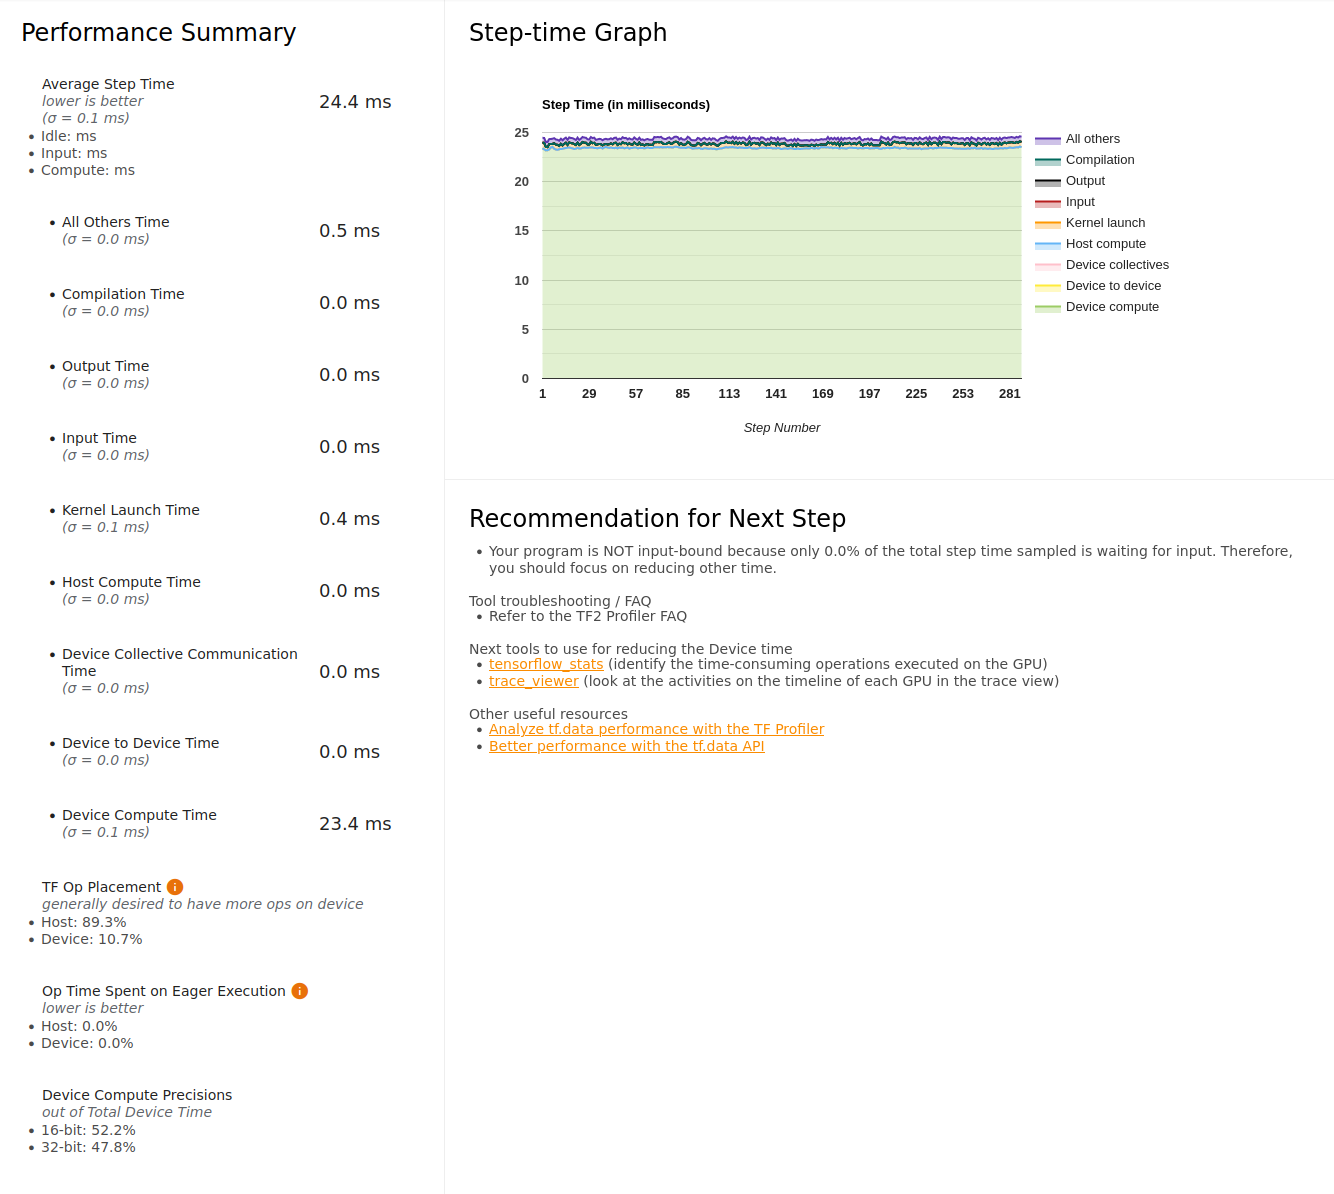 Performance Summary
Average Step Time
lower is better
(σ = 0.1 ms)
24.4 ms
Idle: ms
Input: ms
Compute: ms
All Others Time
(σ = 0.0 ms)
0.5 ms
Compilation Time
(σ = 0.0 ms)
0.0 ms
Output Time
(σ = 0.0 ms)
0.0 ms
Input Time
(σ = 0.0 ms)
0.0 ms
Kernel Launch Time
(σ = 0.1 ms)
0.4 ms
Host Compute Time
(σ = 0.0 ms)
0.0 ms
Device Collective Communication
Time
(σ = 0.0 ms)
0.0 ms
Device to Device Time
(σ = 0.0 ms)
0.0 ms
Device Compute Time
(σ = 0.1 ms)
23.4 ms
TF Op Placement
generally desired to have more ops on device
Host: 89.3%
Device: 10.7%
Op Time Spent on Eager Execution
lower is better
Host: 0.0%
Device: 0.0%
Device Compute Precisions
out of Total Device Time
16-bit: 52.2%
32-bit: 47.8%
Step-time Graph
Step Time (in milliseconds)
25
20
15
10
5
0
1 29 57 85 113 141 169 197 225 253 281
Step Number
All others
Compilation
Output
Input
Kernel launch
Host compute
Device collectives
Device to device
Device compute
Recommendation for Next Step
Your program is NOT input-bound because only 0.0% of the total step time sampled is waiting for input. Therefore,
you should focus on reducing other time.
Tool troubleshooting / FAQ
Refer to the TF2 Profiler FAQ
Next tools to use for reducing the Device time
tensorflow_stats (identify the time-consuming operations executed on the GPU)
trace_viewer (look at the activities on the timeline of each GPU in the trace view)
Other useful resources
Analyze tf.data performance with the TF Profiler
Better performance with the tf.data API